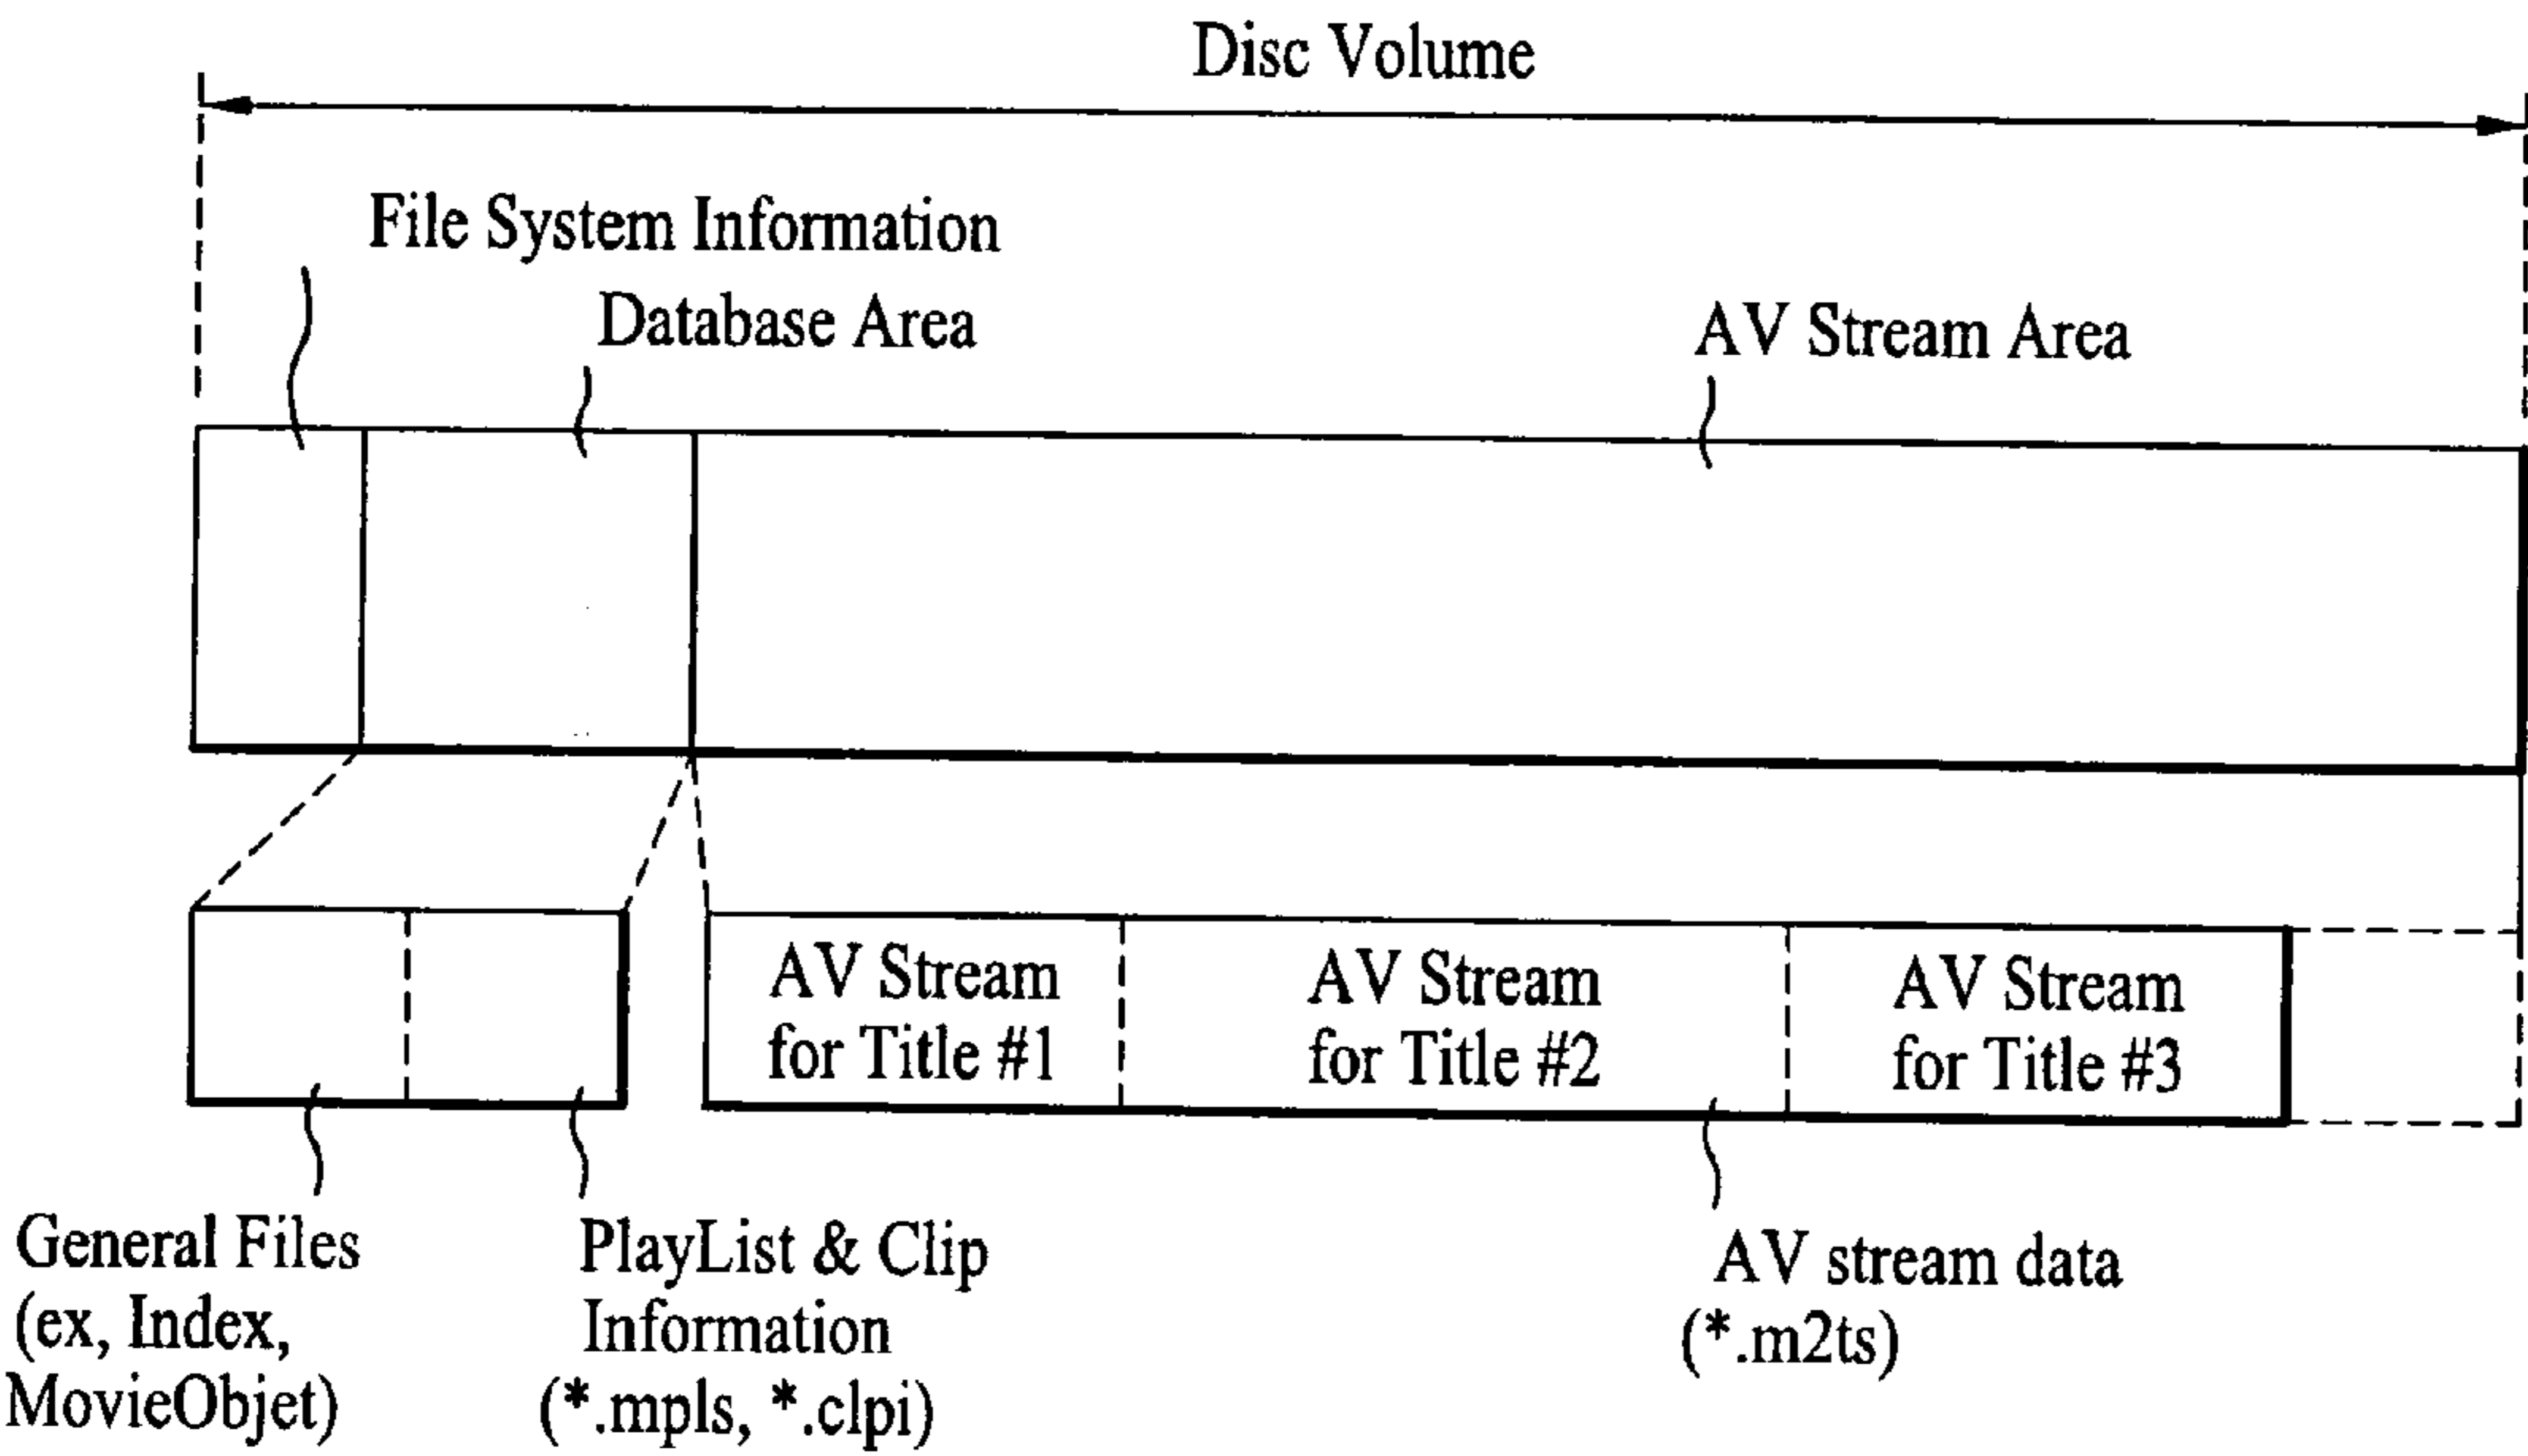 Disc Volume
File System Information
Database Area
AV Stream Area
AV Stream
for Title #1
AV Stream
for Title #2
AV Stream
for Title #3
General Files
(ex, Index,
MovieObjet)
PlayList & Clip
Information
(*.mpls, *.clpi)
AV stream data
(*.m2ts)